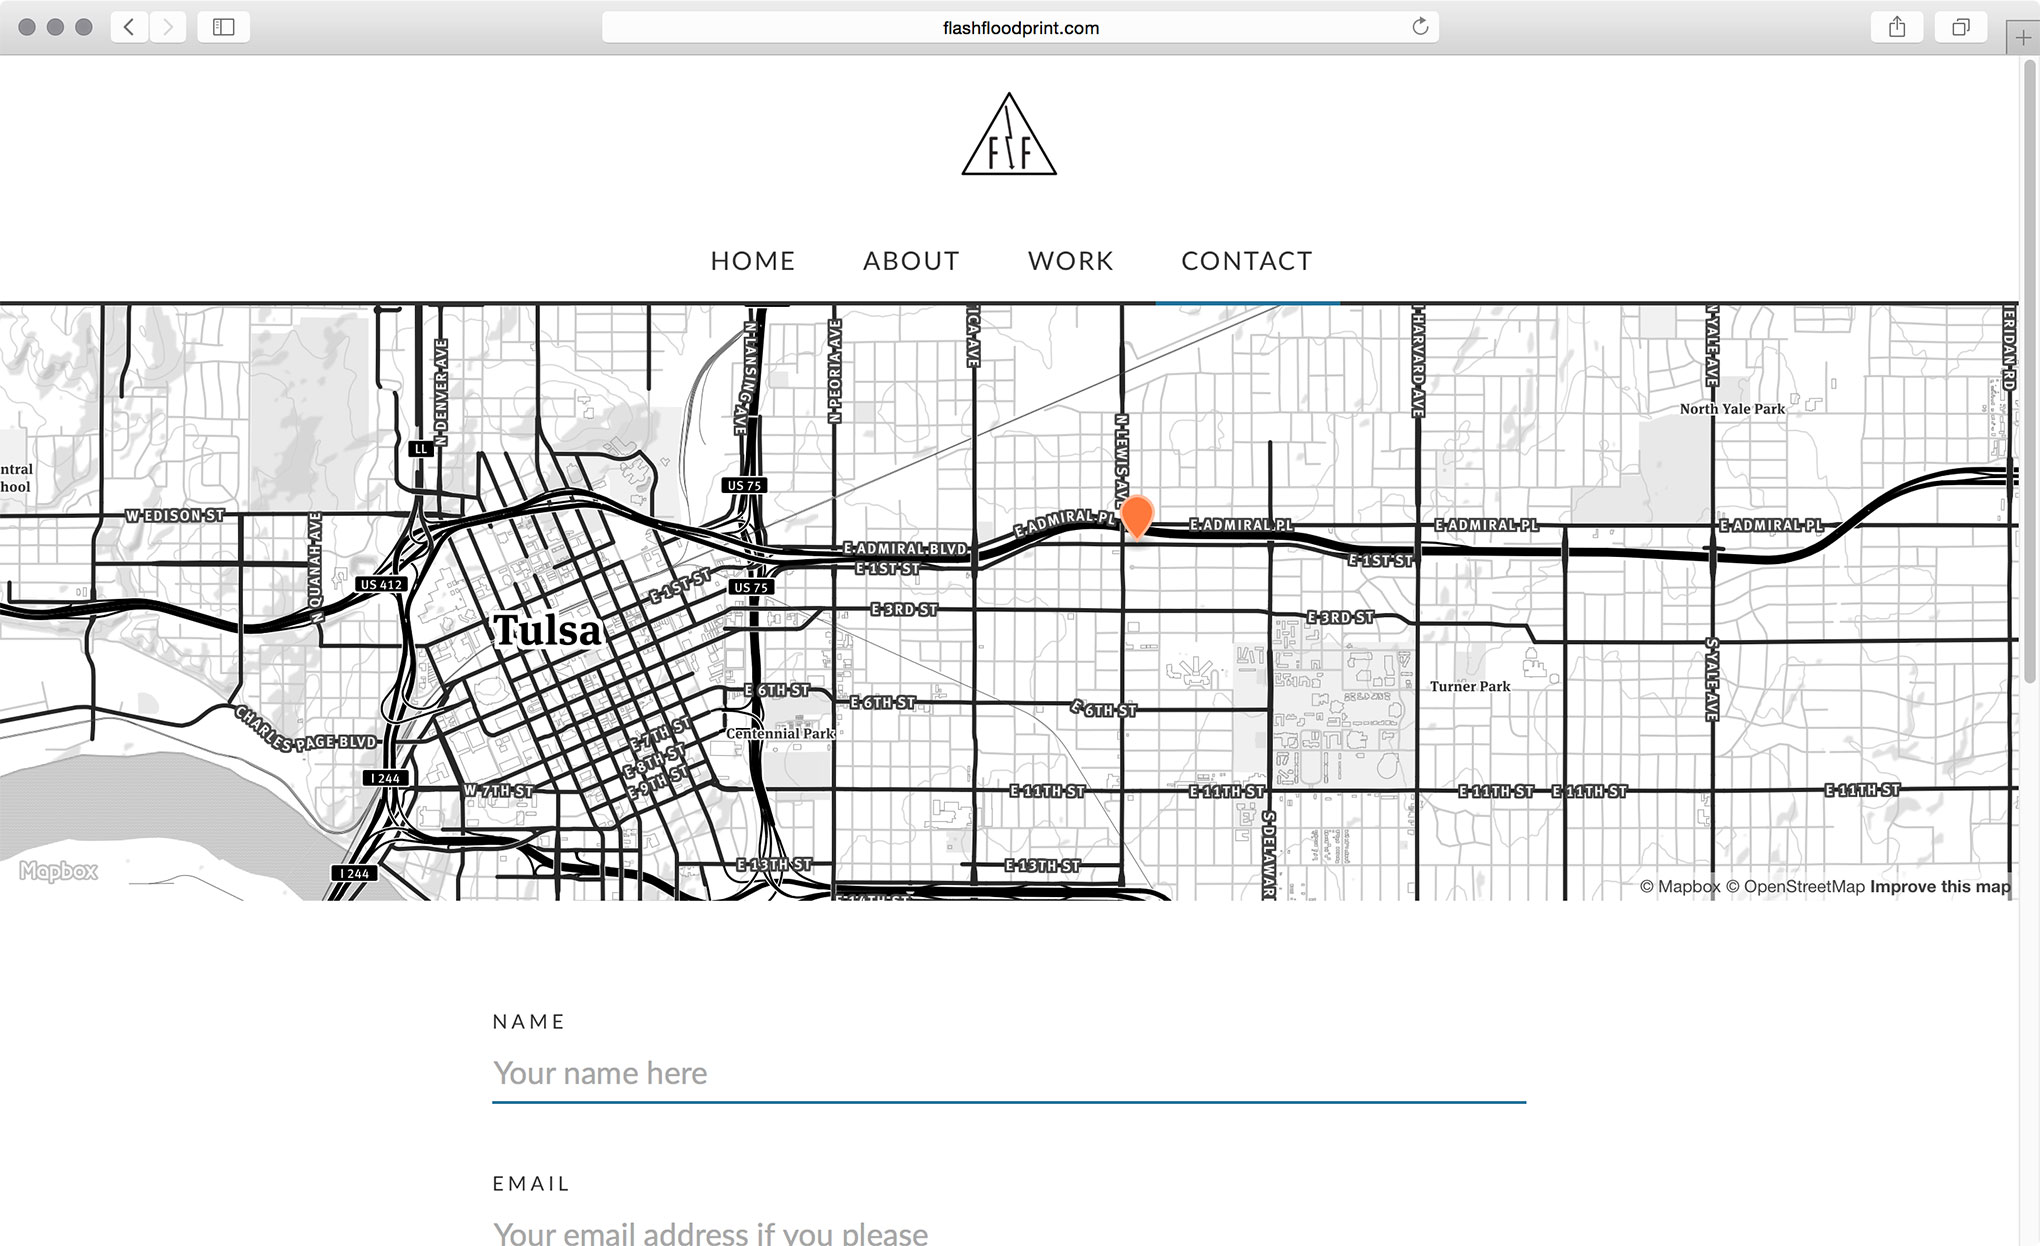 flashfloodprint.com
F F
HOME ABOUT WORK CONTACT
N LANSING AVE
N PEORIA AVE
ICA AVE
HARVARD AVE
N YALE AVE
ERIDAN RD
N DENVER AVE
North Yale Park
N LEWIS AVE
LL
ntral
hool
US 75
W EDISON ST
N QUANAH AVE
E ADMIRAL PL
E ADMIRAL PL
E ADMIRAL PL
E ADMIRAL PL
E ADMIRAL BLVD
E 1ST ST
E 1ST ST
E 1ST ST
US 412
US 75
E 3RD ST
E 3RD ST
Tulsa
S YALE AVE
Turner Park
E 6TH ST
E 6TH ST
E 6TH ST
CHARLES PAGE BLVD
E 7TH ST
Centennial Park
E 8TH ST
E 9TH ST
I 244
W 7TH ST
E 11TH ST
E 11TH ST
E 11TH ST
E 11TH ST
E 11TH ST
S DELAWAR
E 13TH ST
E 13TH ST
Mapbox
I 244
E 14TH ST
© Mapbox © OpenStreetMap Improve this map
NAME
Your name here
EMAIL
Your email address if you please